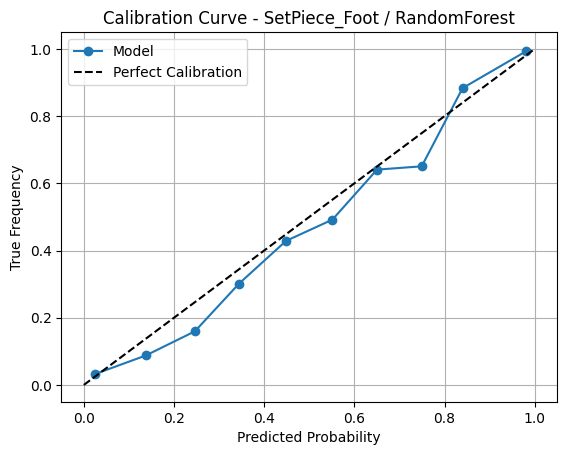 Calibration Curve - SetPiece_Foot / RandomForest
Model
Perfect Calibration
True Frequency
1.0
0.8
0.6
0.4
0.2
0.0
0.0 0.2 0.4 0.6 0.8 1.0
Predicted Probability